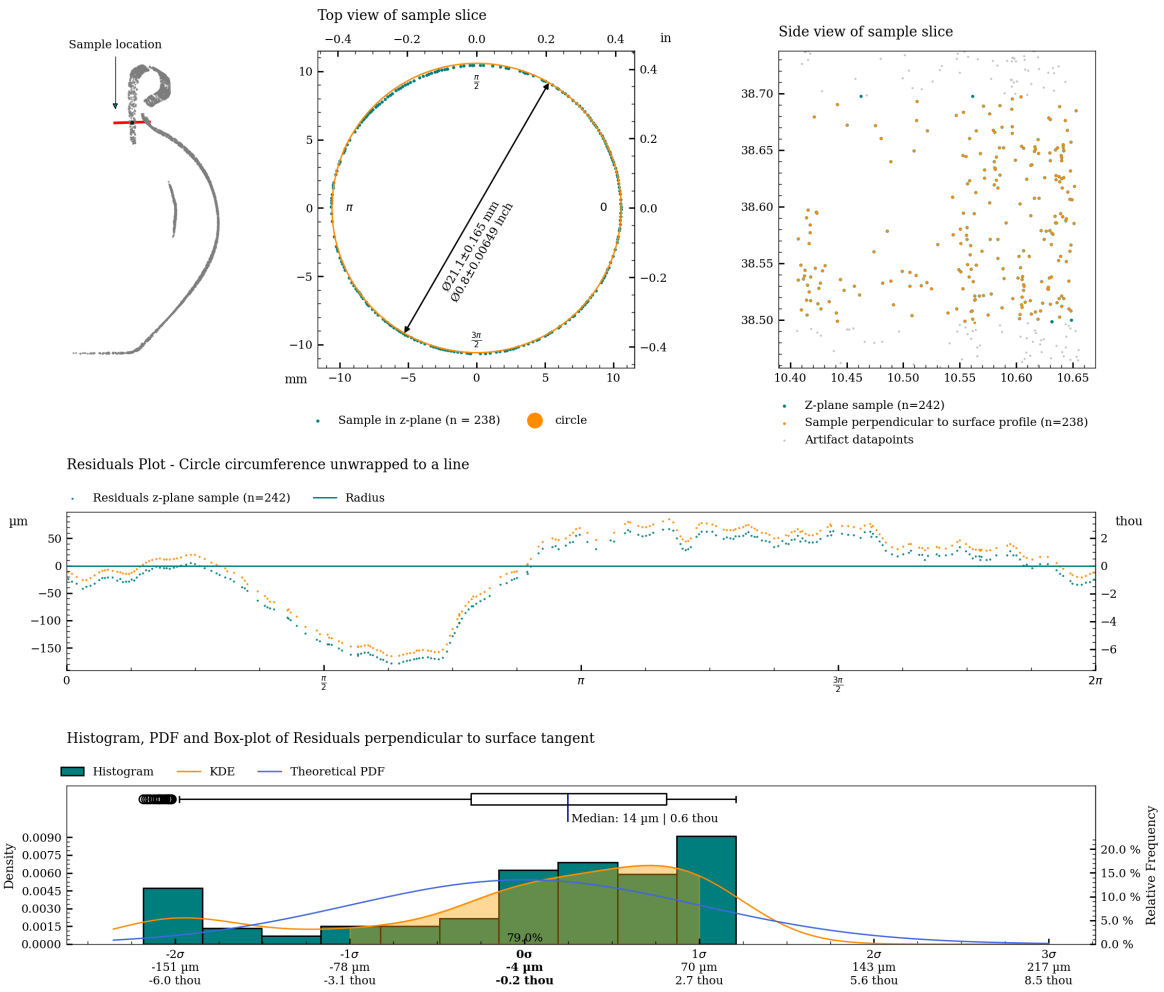 Top view of sample slice
Side view of sample slice
Sample location
−0.4 −0.2 0.0 0.2 0.4 in
10
5
0
−5
−10
0.4
0.2
0.0
−0.2
−0.4
π/2
π
0
3π/2
Ø21.1±0.165 mm
Ø0.8±0.00649 inch
mm −10 −5 0 5 10
Sample in z-plane (n = 238) circle
38.70
38.65
38.60
38.55
38.50
10.40 10.45 10.50 10.55 10.60 10.65
Z-plane sample (n=242)
Sample perpendicular to surface profile (n=238)
Artifact datapoints
Residuals Plot - Circle circumference unwrapped to a line
Residuals z-plane sample (n=242) Radius
µm thou
50 2
0 0
−50 −2
−100 −4
−150 −6
0 π/2 π 3π/2 2π
Histogram, PDF and Box-plot of Residuals perpendicular to surface tangent
Histogram KDE Theoretical PDF
Median: 14 µm | 0.6 thou
Density
0.0090
0.0075
0.0060
0.0045
0.0030
0.0015
0.0000
Relative Frequency
20.0 %
15.0 %
10.0 %
5.0 %
0.0 %
79.0%
-2σ -1σ 0σ 1σ 2σ 3σ
-151 µm -78 µm -4 µm 70 µm 143 µm 217 µm
-6.0 thou -3.1 thou -0.2 thou 2.7 thou 5.6 thou 8.5 thou